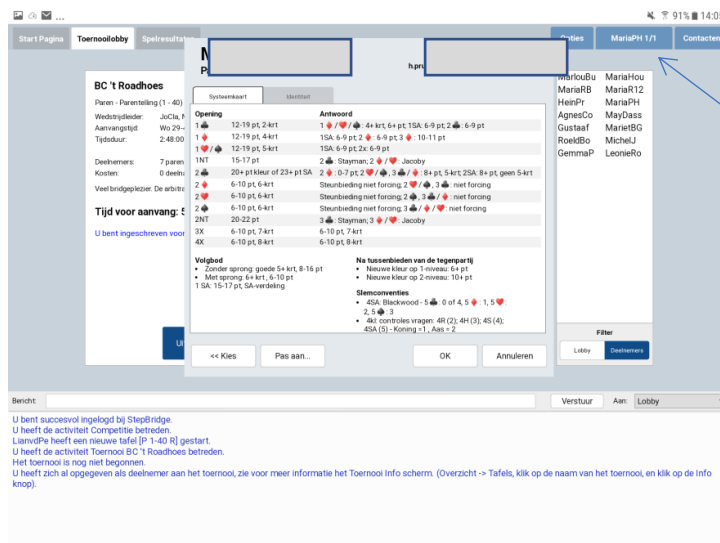 91% 14:05
Start Pagina Toernooilobby Spelresultaten Opties MariaPH 1/1 Contacten
h.pru
BC 't Roadhoes
Paren - Parentelling (1 - 40)
Wedstrijdleider: JoCla,
Aanvangstijd Wo 29-
Tijdsduur: 2:48:00
Deelnemers: 7 paren
Kosten: 0 deelna
Veel bridgeplezier. De arbitra
Tijd voor aanvang:
U bent ingeschreven voor
Systeemkaart Identiteit
Opening Antwoord
1♣ 12-19 pt, 2-krt 1♦/♥/♠: 4+ krt, 6+ pt; 1SA: 6-9 pt; 2♣: 6-9 pt
1♦ 12-19 pt, 4-krt 1SA: 6-9 pt; 2♦: 6-9 pt; 3♦: 10-11 pt
1♥/♠ 12-19 pt, 5-krt 1SA: 6-9 pt; 2x: 6-9 pt
1NT 15-17 pt 2♣: Stayman; 2♦/♥: Jacoby
2♣ 20+ pt kleur of 23+ pt SA 2♦: 0-7 pt; 2♥/♠, 3♣/♦: 8+ pt, 5-krt; 2SA: 8+ pt, geen 5-krt
2♦ 6-10 pt, 6-krt Steunbieding niet forcing; 2♥/♠, 3♣: niet forcing
2♥ 6-10 pt, 6-krt Steunbieding niet forcing; 2♠, 3♣/♦: niet forcing
2♠ 6-10 pt, 6-krt Steunbieding niet forcing; 3♣/♦/♥: niet forcing
2NT 20-22 pt 3♣: Stayman; 3♦/♥: Jacoby
3X 6-10 pt, 7-krt 6-10 pt, 7-krt
4X 6-10 pt, 8-krt 6-10 pt, 8-krt
Volgbod
• Zonder sprong: goede 5+ krt, 8-16 pt
• Met sprong: 6+ krt, 6-10 pt
1 SA: 15-17 pt, SA-verdeling
Na tussenbieden van de tegenpartij
• Nieuwe kleur op 1-niveau: 6+ pt
• Nieuwe kleur op 2-niveau: 10+ pt
Slemconventies
• 4SA: Blackwood - 5♣: 0 of 4, 5♦: 1, 5♥:
2, 5♠: 3
• 4kl: controles vragen: 4R (2); 4H (3); 4S (4);
4SA (5) - Koning =1 , Aas = 2
<< Kies Pas aan... OK Annuleren
MarlouBu MariaHou
MariaRB MariaR12
HeinPr MariaPH
AgnesCo MayDass
Gustaaf MarietBG
RoeldBo MichelJ
GemmaP LeonieRo
Filter
Lobby Deelnemers
Bericht: Verstuur Aan: Lobby
U bent succesvol ingelogd bij StepBridge.
U heeft de activiteit Competitie betreden.
LianvdPe heeft een nieuwe tafel [P 1-40 R] gestart.
U heeft de activiteit Toernooi BC 't Roadhoes betreden.
Het toernooi is nog niet begonnen.
U heeft zich al opgegeven als deelnemer aan het toernooi, zie voor meer informatie het Toernooi Info scherm. (Overzicht -> Tafels, klik op de naam van het toernooi, en klik op de Info
knop).